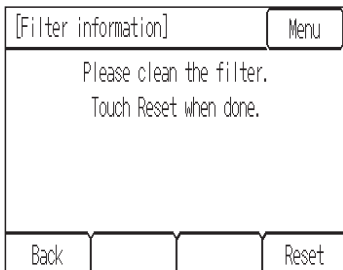 [Filter information]
Menu
Please clean the filter.
Touch Reset when done.
Back
Reset